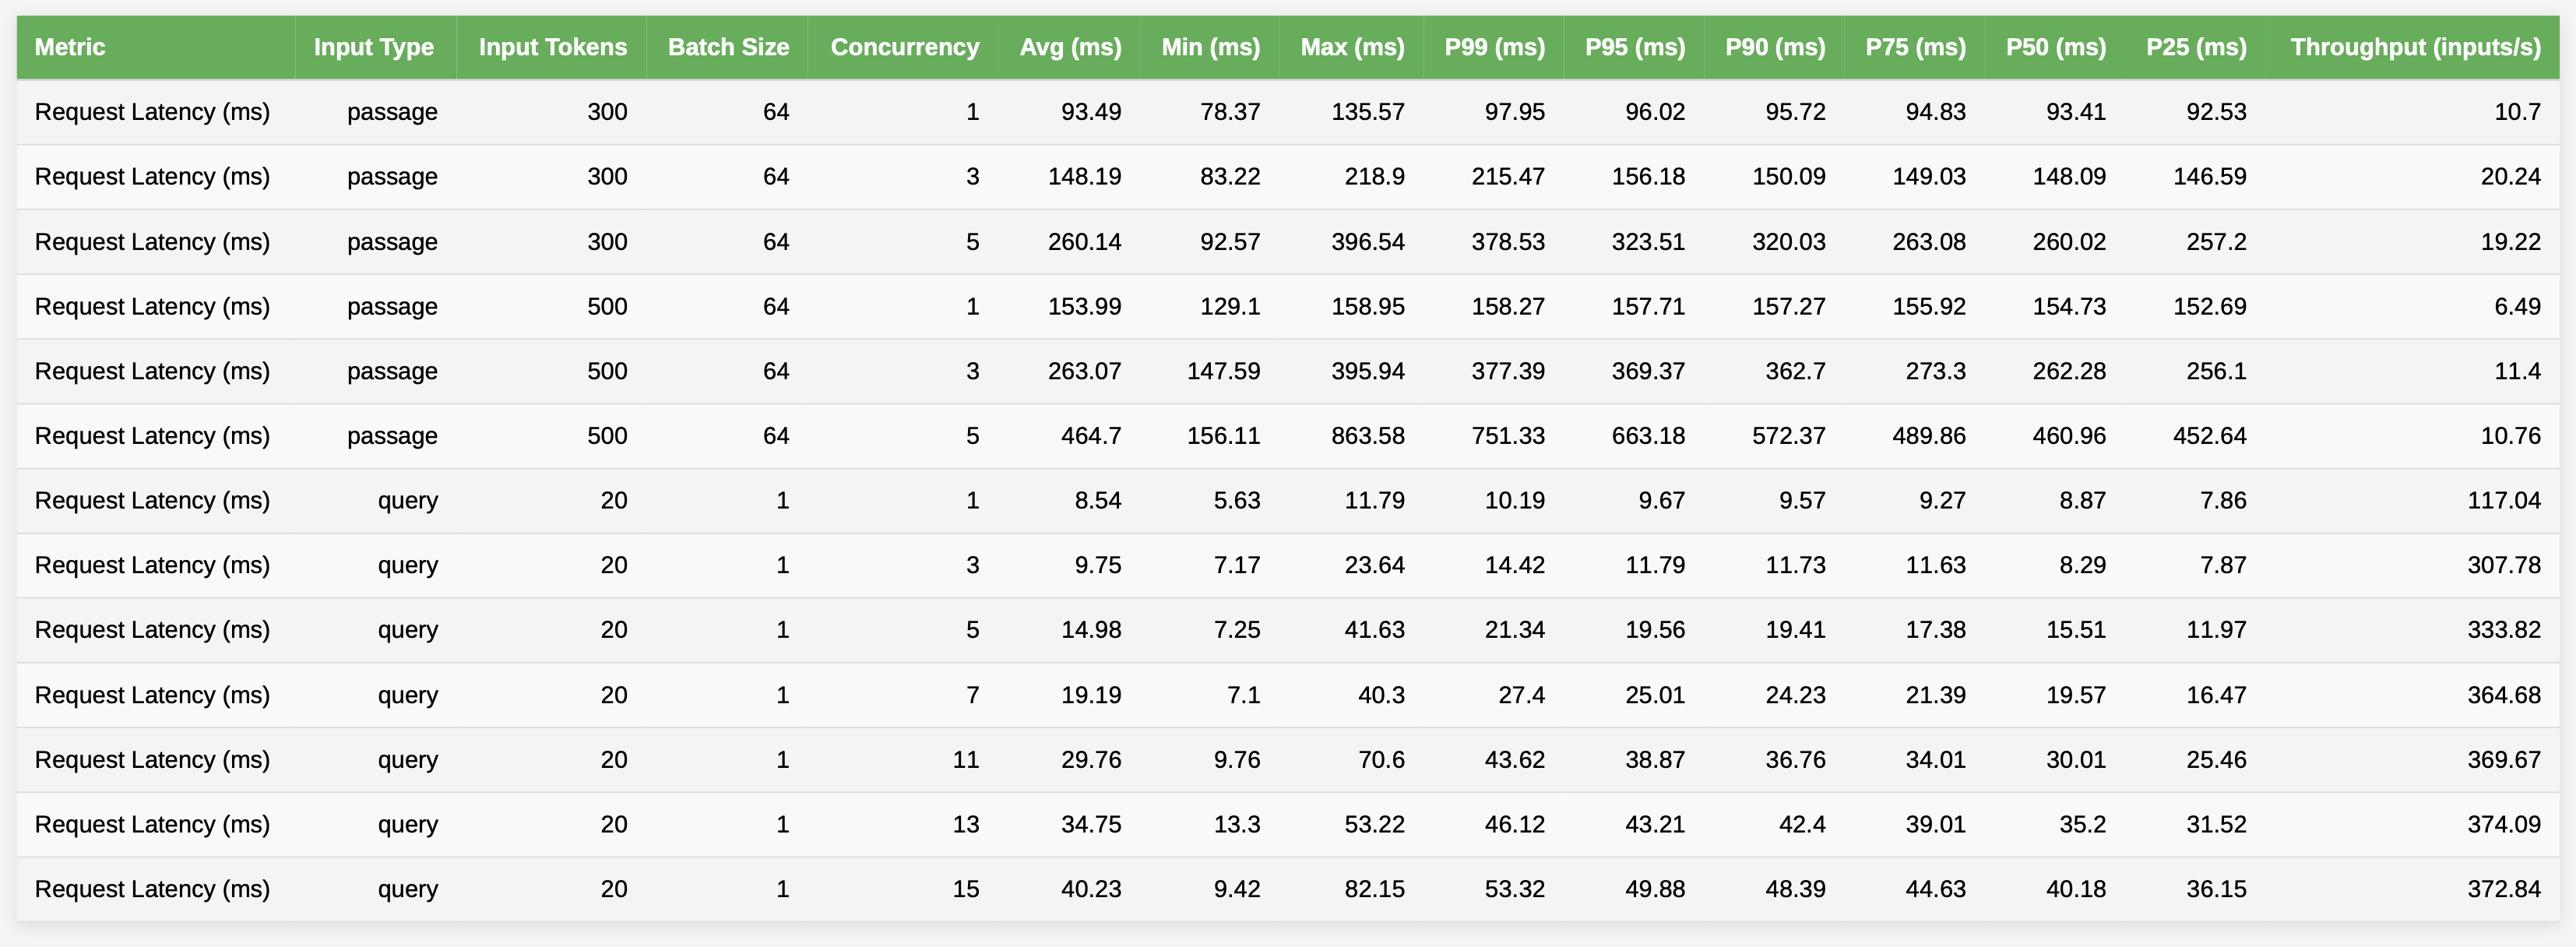 Metric Input Type Input Tokens Batch Size Concurrency Avg (ms) Min (ms) Max (ms) P99 (ms) P95 (ms) P90 (ms) P75 (ms) P50 (ms) P25 (ms) Throughput (inputs/s)
Request Latency (ms) passage 300 64 1 93.49 78.37 135.57 97.95 96.02 95.72 94.83 93.41 92.53 10.7
Request Latency (ms) passage 300 64 3 148.19 83.22 218.9 215.47 156.18 150.09 149.03 148.09 146.59 20.24
Request Latency (ms) passage 300 64 5 260.14 92.57 396.54 378.53 323.51 320.03 263.08 260.02 257.2 19.22
Request Latency (ms) passage 500 64 1 153.99 129.1 158.95 158.27 157.71 157.27 155.92 154.73 152.69 6.49
Request Latency (ms) passage 500 64 3 263.07 147.59 395.94 377.39 369.37 362.7 273.3 262.28 256.1 11.4
Request Latency (ms) passage 500 64 5 464.7 156.11 863.58 751.33 663.18 572.37 489.86 460.96 452.64 10.76
Request Latency (ms) query 20 1 1 8.54 5.63 11.79 10.19 9.67 9.57 9.27 8.87 7.86 117.04
Request Latency (ms) query 20 1 3 9.75 7.17 23.64 14.42 11.79 11.73 11.63 8.29 7.87 307.78
Request Latency (ms) query 20 1 5 14.98 7.25 41.63 21.34 19.56 19.41 17.38 15.51 11.97 333.82
Request Latency (ms) query 20 1 7 19.19 7.1 40.3 27.4 25.01 24.23 21.39 19.57 16.47 364.68
Request Latency (ms) query 20 1 11 29.76 9.76 70.6 43.62 38.87 36.76 34.01 30.01 25.46 369.67
Request Latency (ms) query 20 1 13 34.75 13.3 53.22 46.12 43.21 42.4 39.01 35.2 31.52 374.09
Request Latency (ms) query 20 1 15 40.23 9.42 82.15 53.32 49.88 48.39 44.63 40.18 36.15 372.84